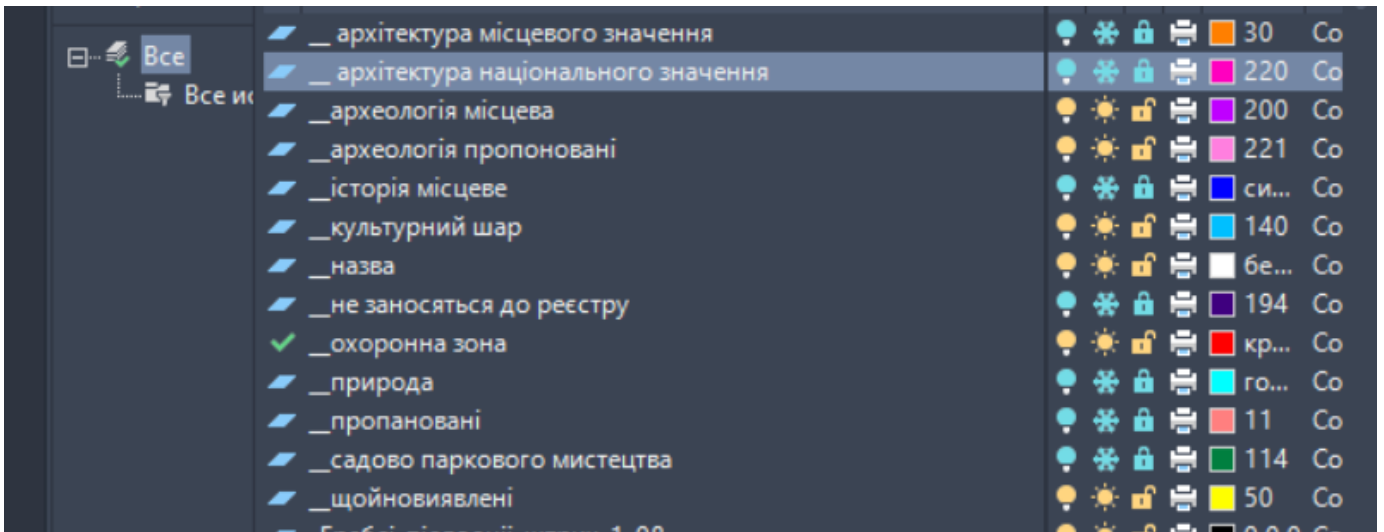 __ архітектура місцевого значення 30 Co
Все
__ архітектура національного значення 220 Co
Все ис
__археологія місцева 200 Co
__археологія пропоновані 221 Co
__історія місцеве си... Co
__культурний шар 140 Co
__назва бе... Co
__не заносяться до реєстру 194 Co
__охоронна зона кр... Co
__природа го... Co
__пропановані 11 Co
__садово паркового мистецтва 114 Co
__щойновиявлені 50 Co